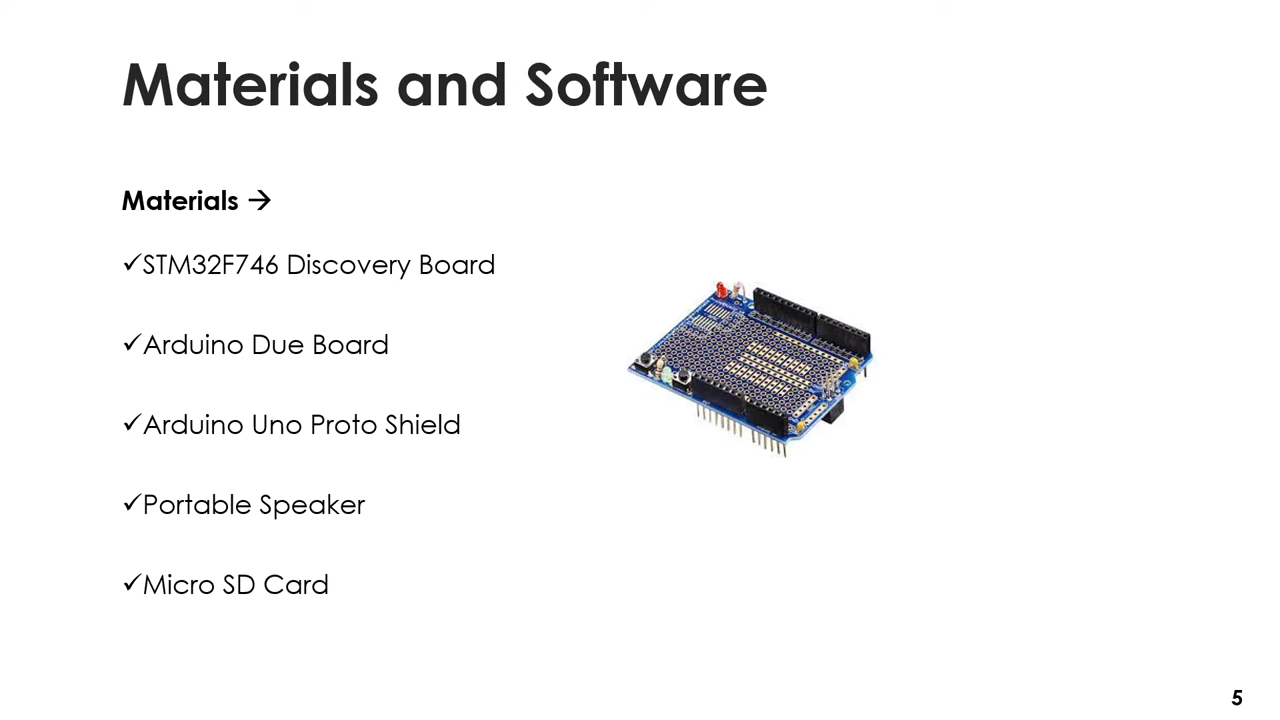 Materials and Software
Materials →
✓STM32F746 Discovery Board
✓Arduino Due Board
✓Arduino Uno Proto Shield
✓Portable Speaker
✓Micro SD Card
5